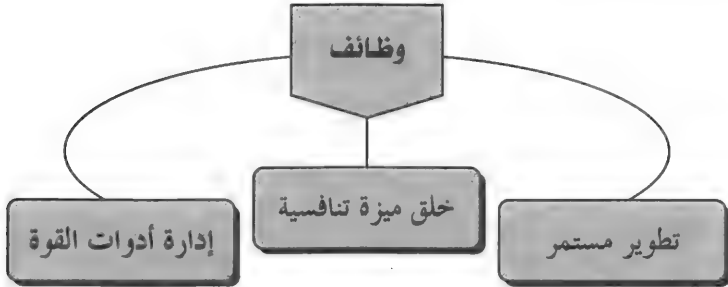 وظائف
تطوير مستمر
خلق ميزة تنافسية
إدارة أدوات القوة